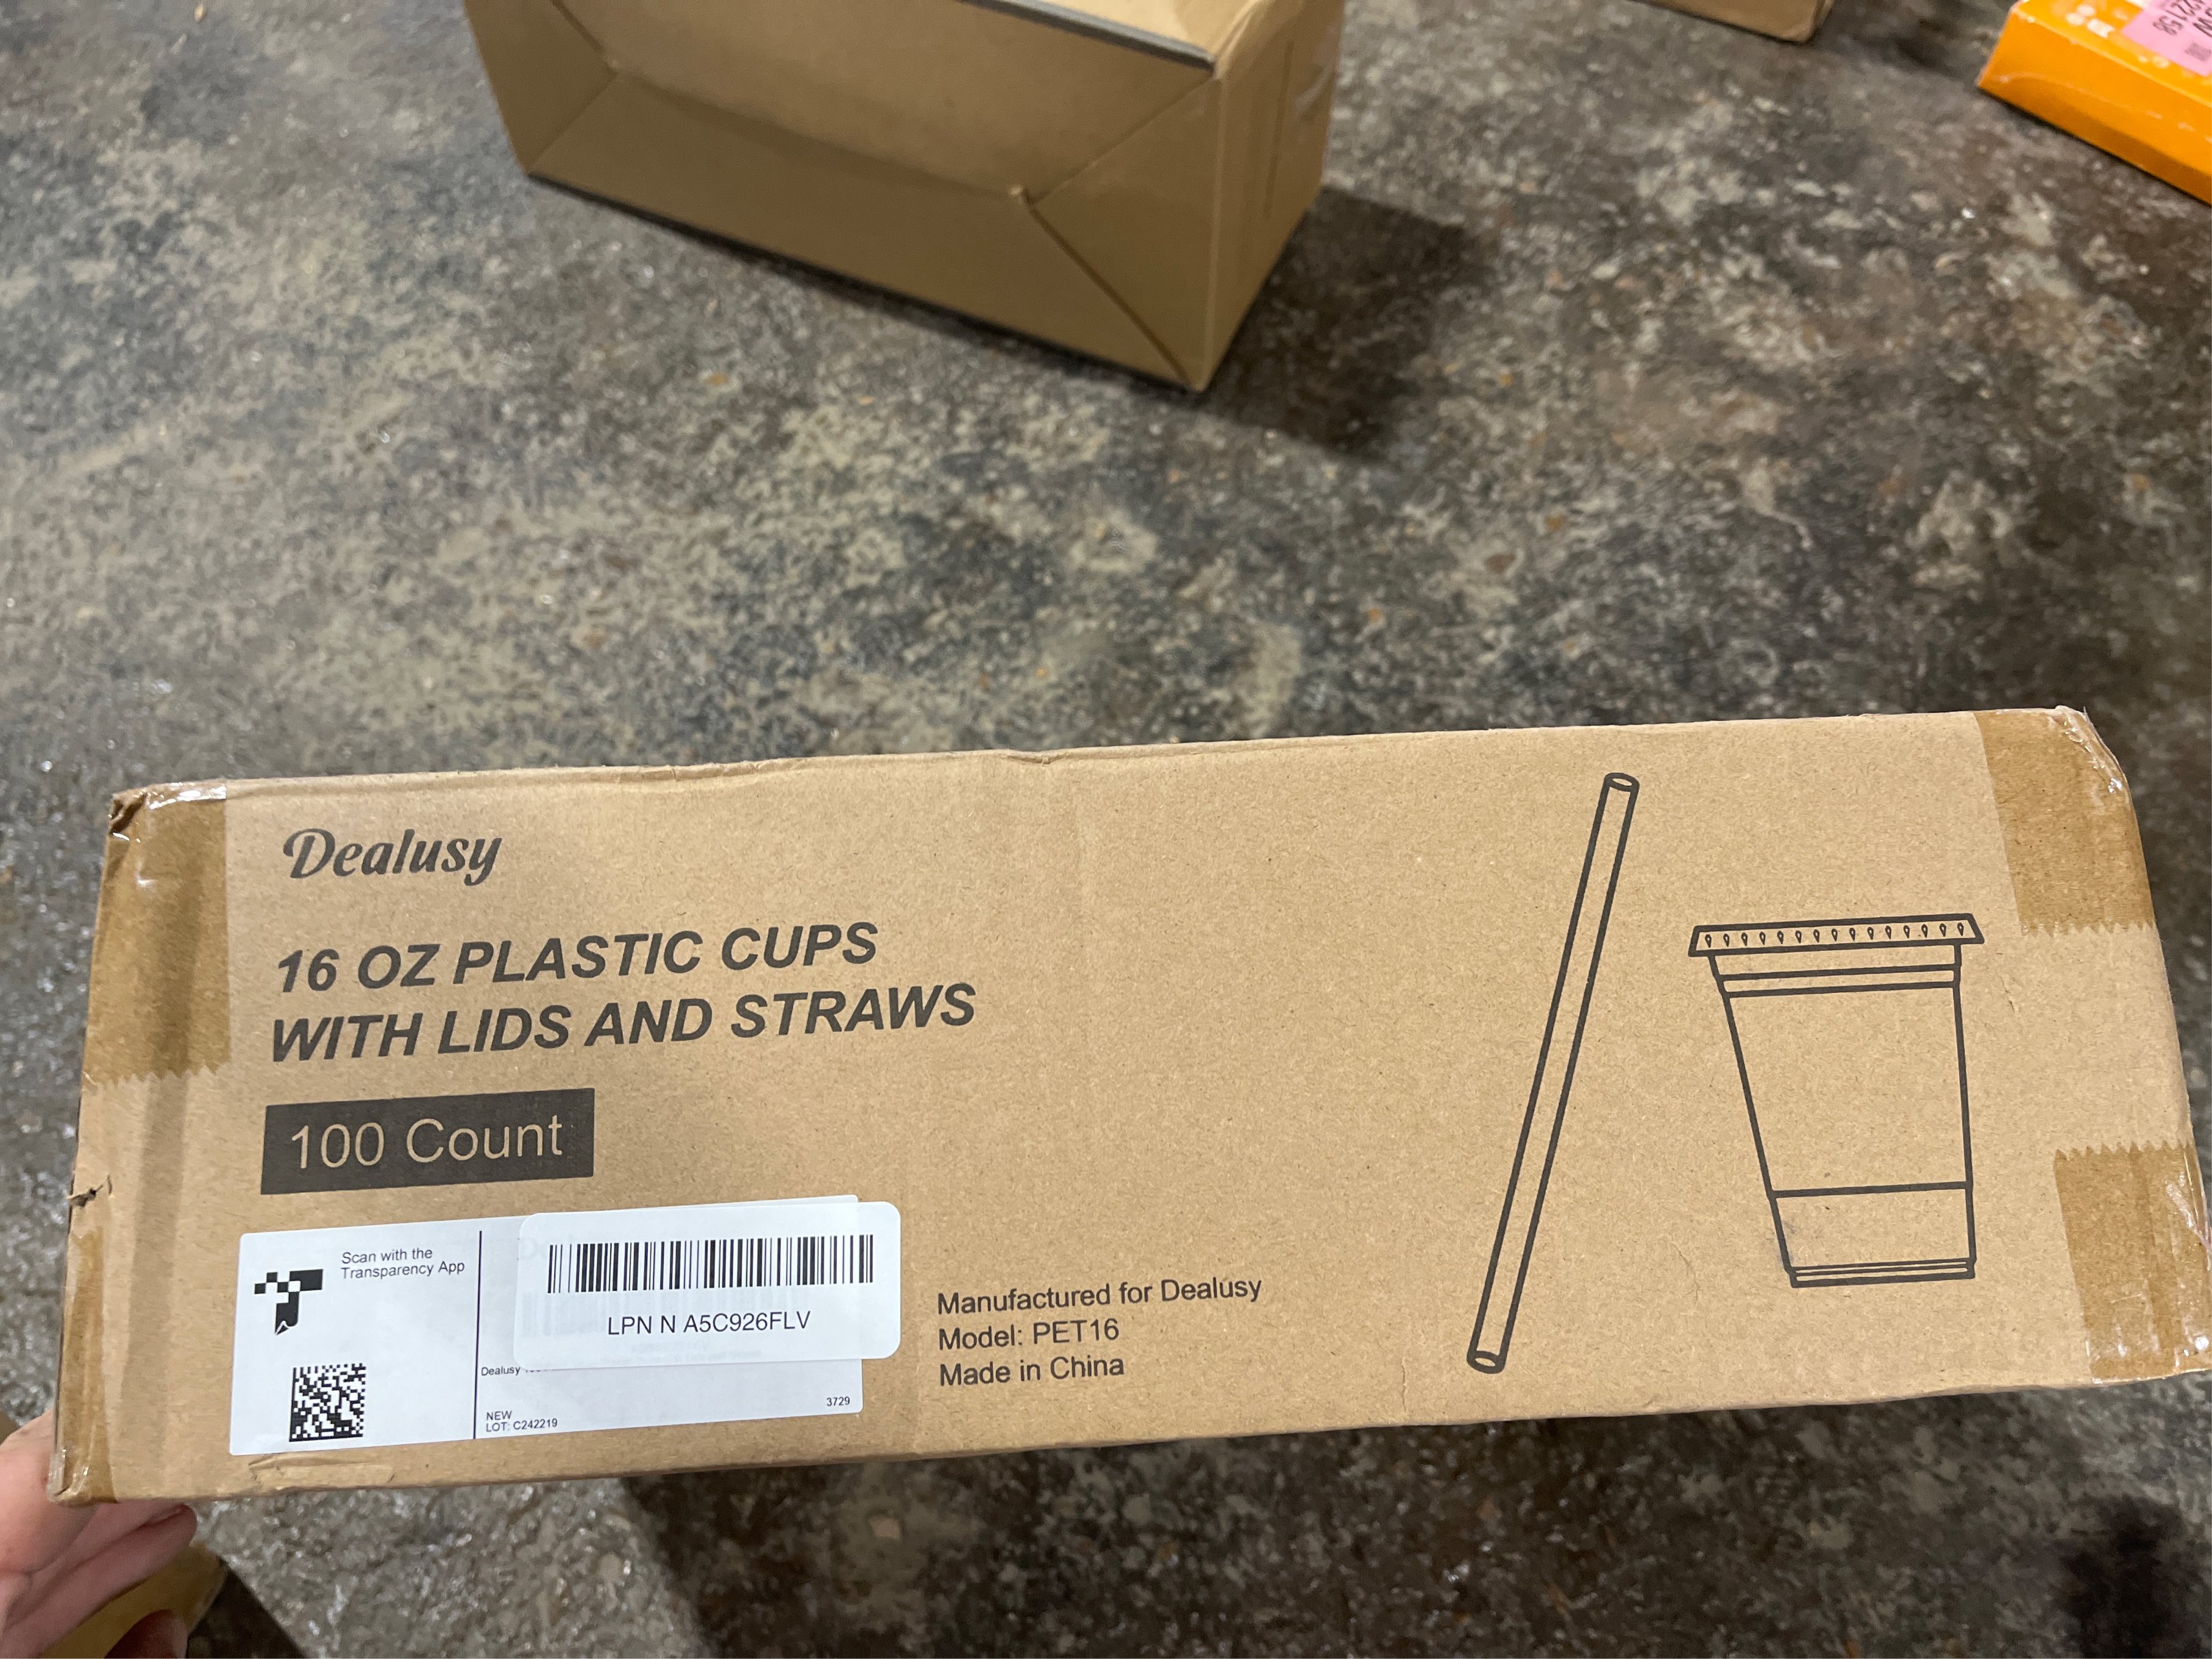 Dealusy
16 OZ PLASTIC CUPS
WITH LIDS AND STRAWS
100 Count
Scan with the
Transparency App
LPN N A5C926FLV
Dealusy
NEW
LOT: C242219
3729
Manufactured for Dealusy
Model: PET16
Made in China